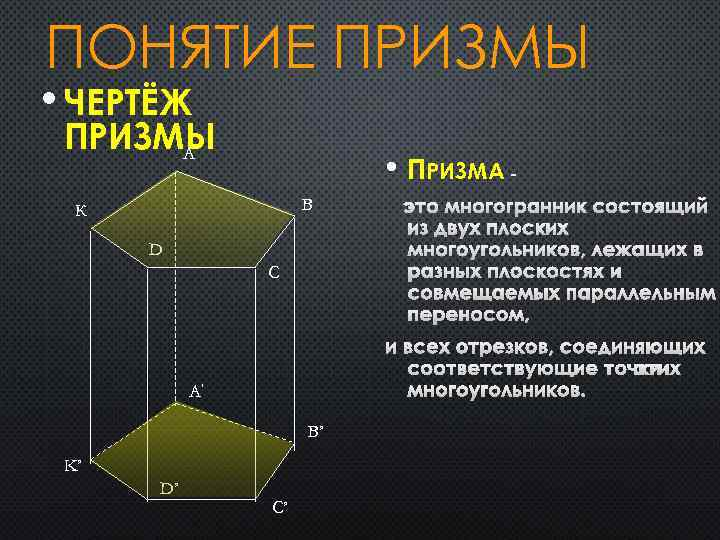 ПОНЯТИЕ ПРИЗМЫ
• ЧЕРТЁЖ
ПРИЗМЫ
A
K
B
D
C
A'
B’
K’
D’
C’
• ПРИЗМА -
это многогранник состоящий
из двух плоских
многоугольников, лежащих в
разных плоскостях и
совмещаемых параллельным
переносом,
и всех отрезков, соединяющих
соответствующие точки
многоугольников.